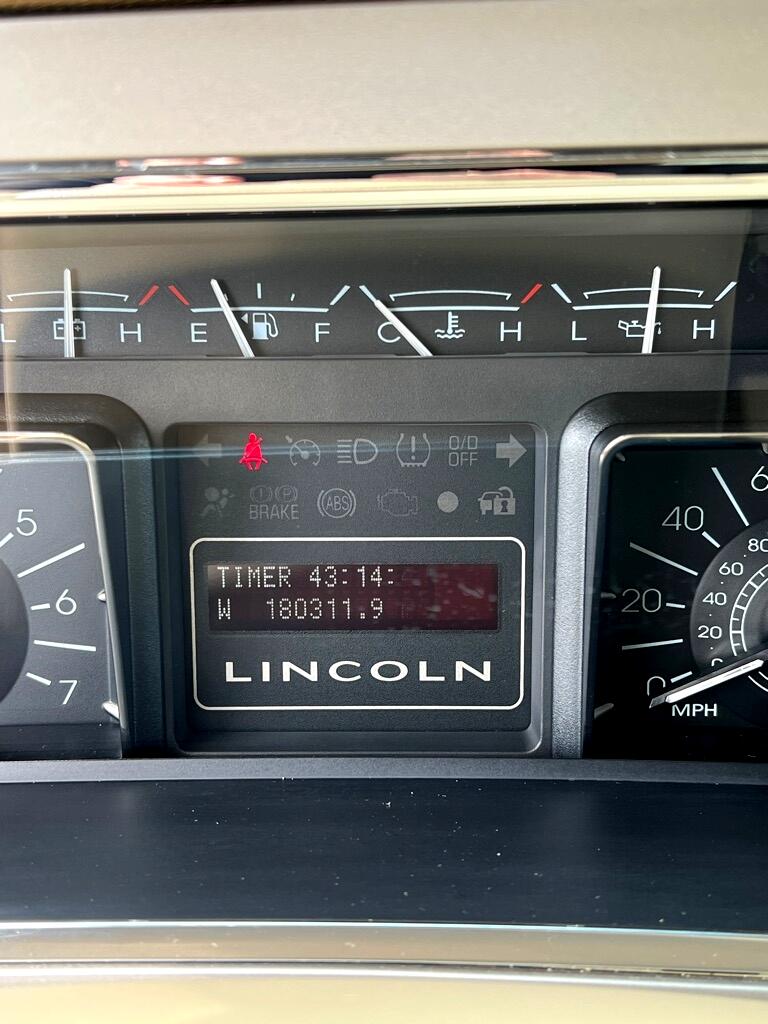 L H E F C H L H
O/D
OFF
BRAKE ABS
TIMER 43:14:
W 180311.9
LINCOLN
5
6
7
6
40
20
0
MPH
80
60
40
20